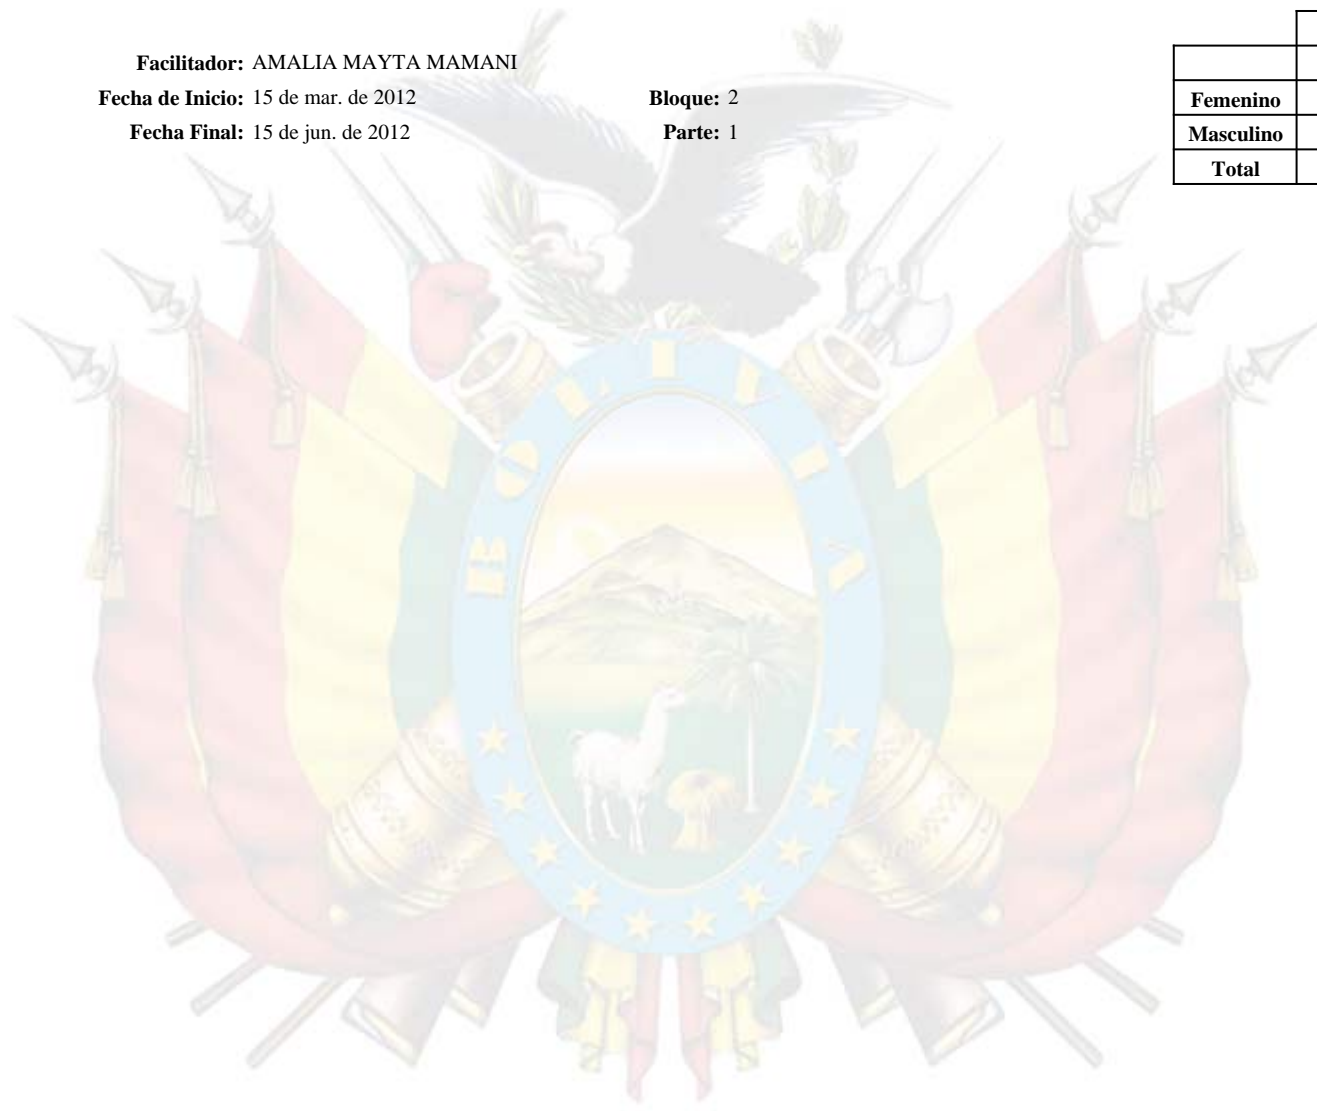 Facilitador: AMALIA MAYTA MAMANI
Fecha de Inicio: 15 de mar. de 2012 Bloque: 2
Fecha Final: 15 de jun. de 2012 Parte: 1
Femenino
Masculino
Total
BOLIVIA